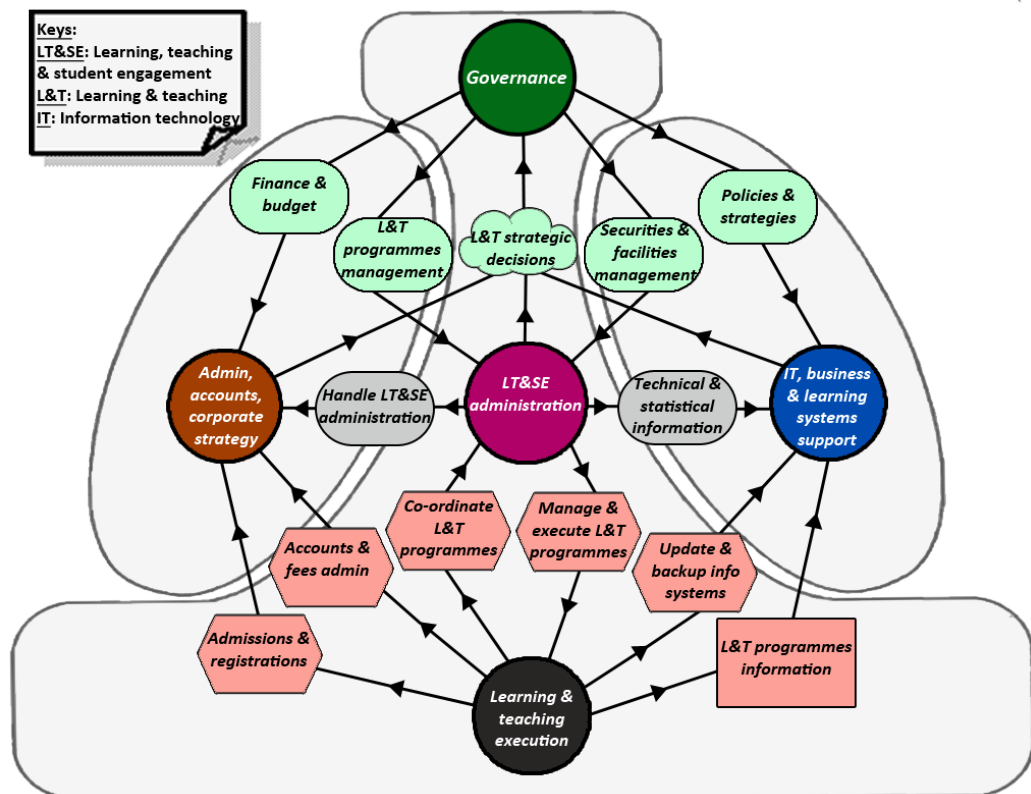 Keys:
LT&SE: Learning, teaching
& student engagement
L&T: Learning & teaching
IT: Information technology
Governance
Finance &
budget
L&T
programmes
management
L&T strategic
decisions
Securities &
facilities
management
Policies &
strategies
Admin,
accounts,
corporate
strategy
Handle LT&SE
administration
LT&SE
administration
Technical &
statistical
information
IT, business
& learning
systems
support
Co-ordinate
L&T
programmes
Manage &
execute L&T
programmes
Accounts &
fees admin
Update &
backup info
systems
Admissions &
registrations
L&T programmes
information
Learning &
teaching
execution